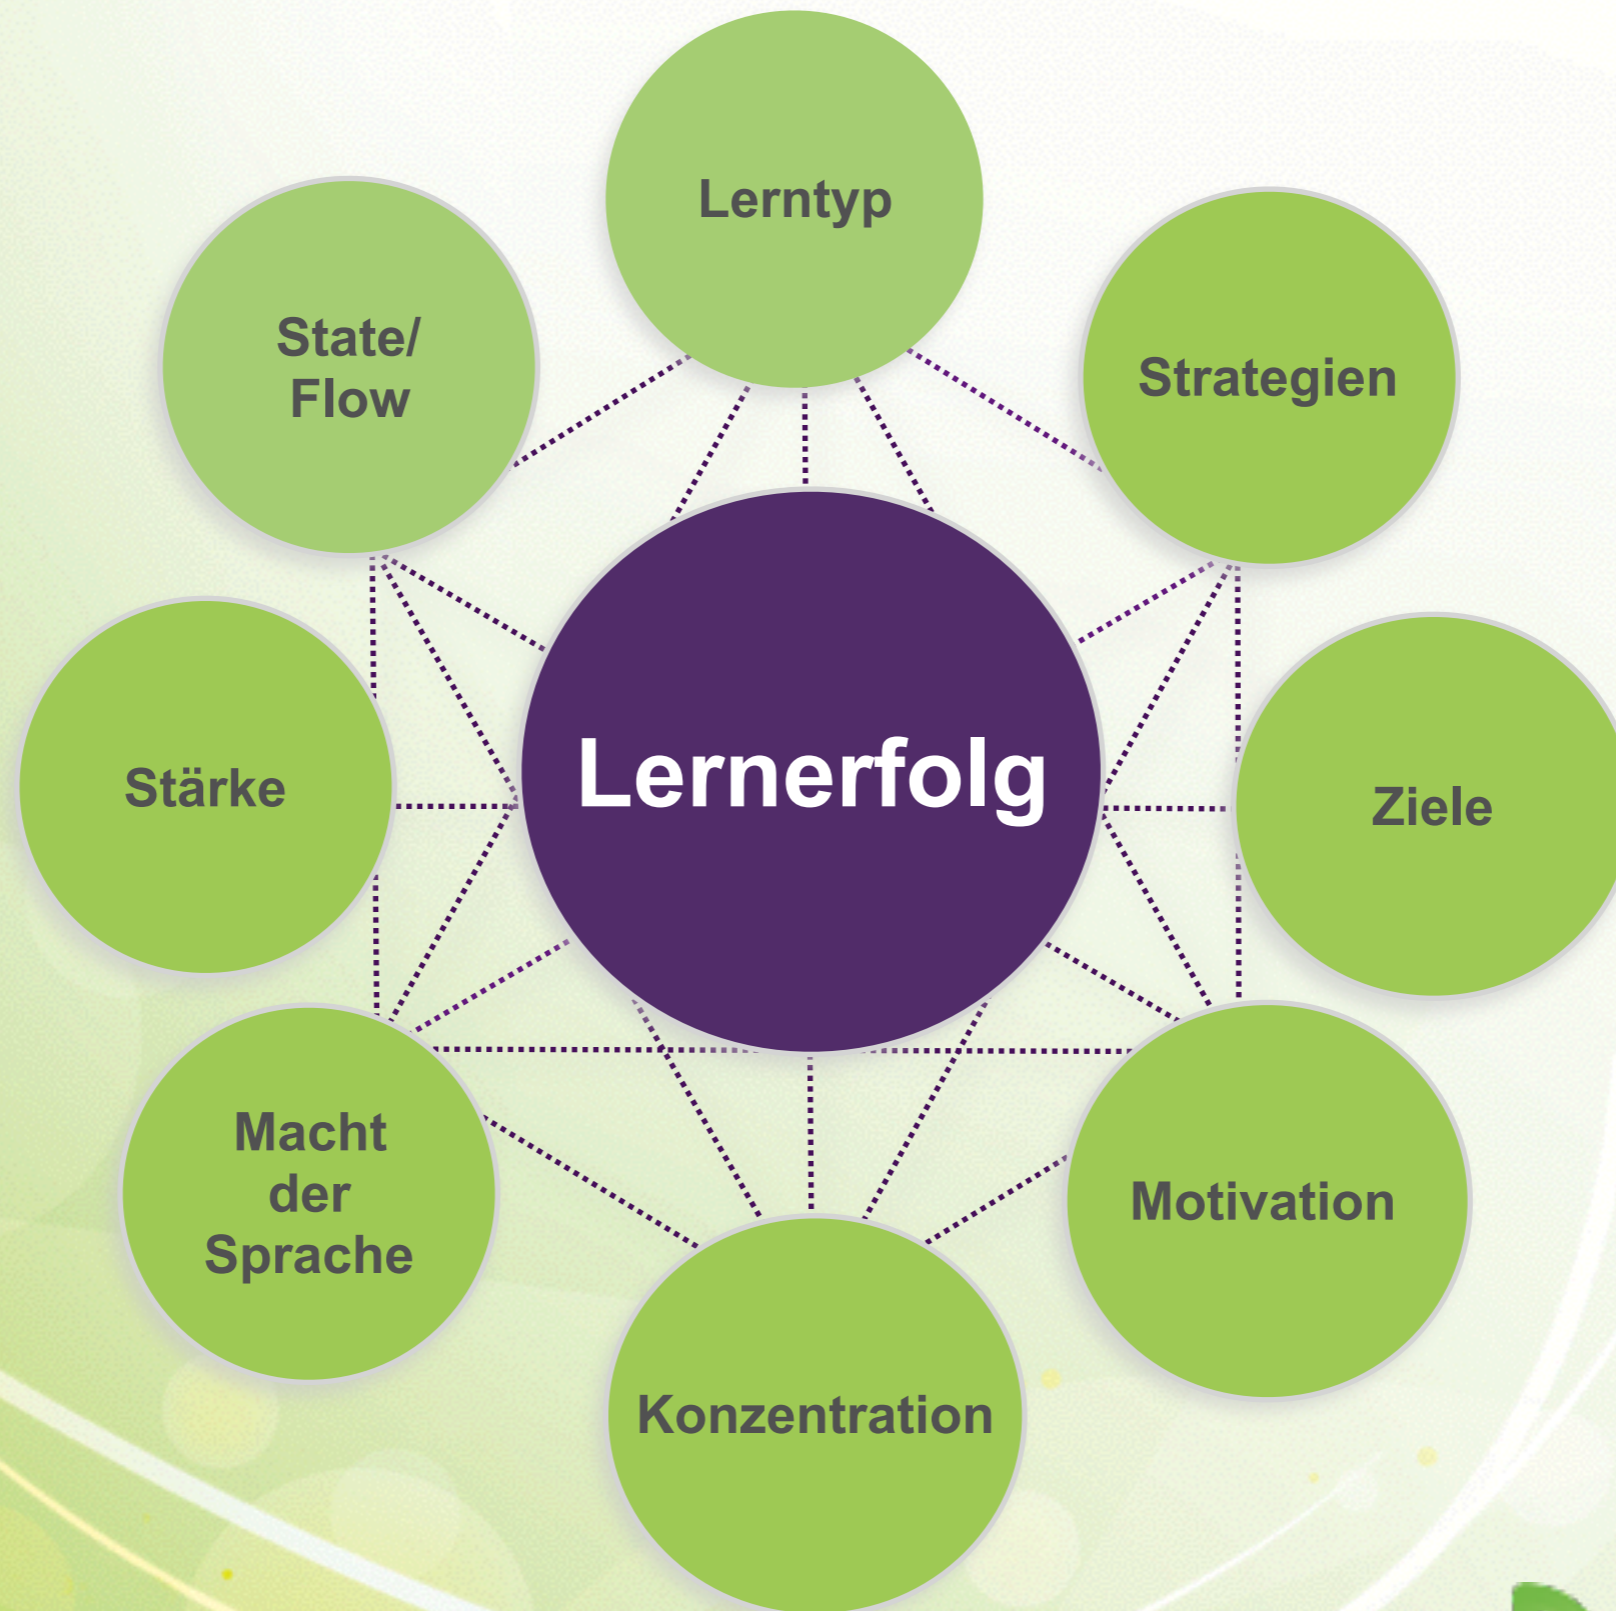 Lerntyp
State/
Flow
Strategien
Lernerfolg
Stärke
Ziele
Macht
der
Sprache
Motivation
Konzentration